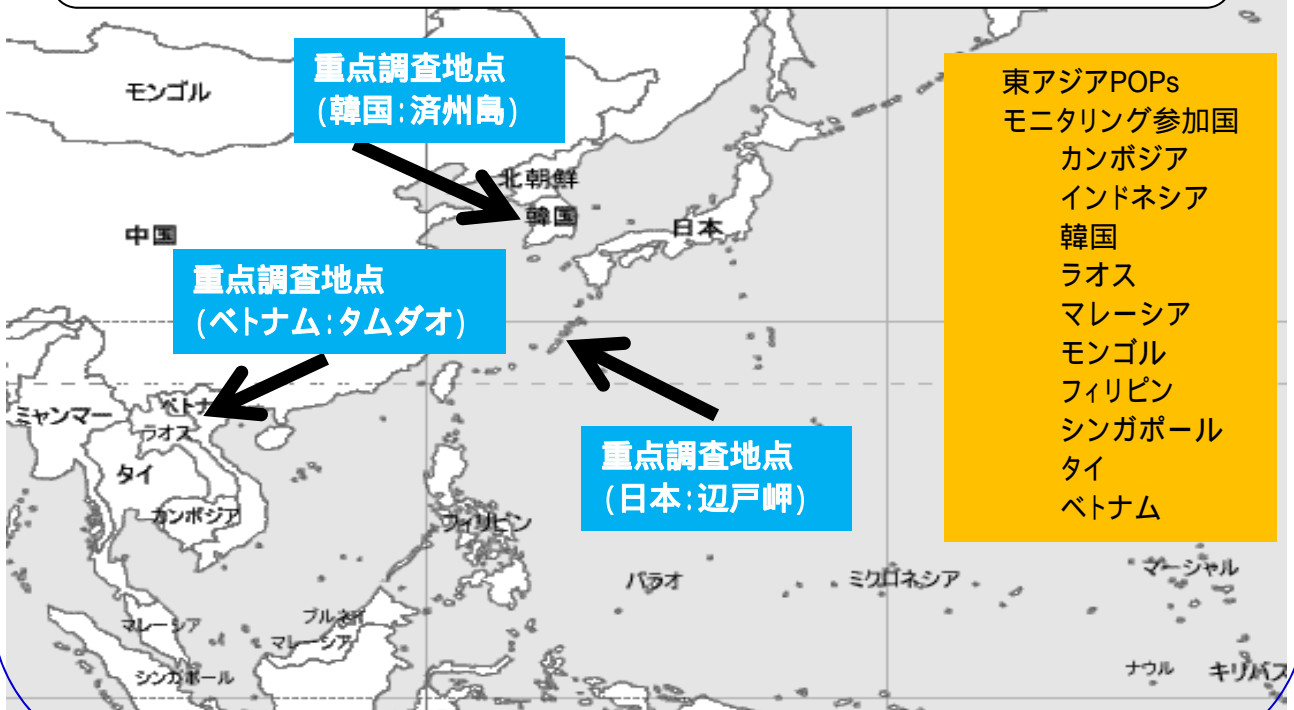 重点調査地点
(韓国:済州島)
重点調査地点
(ベトナム:タムダオ)
重点調査地点
(日本:辺戸岬)
東アジアPOPs
モニタリング参加国
カンボジア
インドネシア
韓国
ラオス
マレーシア
モンゴル
フィリピン
シンガポール
タイ
ベトナム
モンゴル
北朝鮮
韓国
日本
中国
ミャンマー
ベトナ
ラオス
タイ
カンボジア
フィリピン
パラオ
ミクロネシア
マーシャル
ブルネイ
マレーシア
マレーシア
シンガポール
ナウル
キリバス